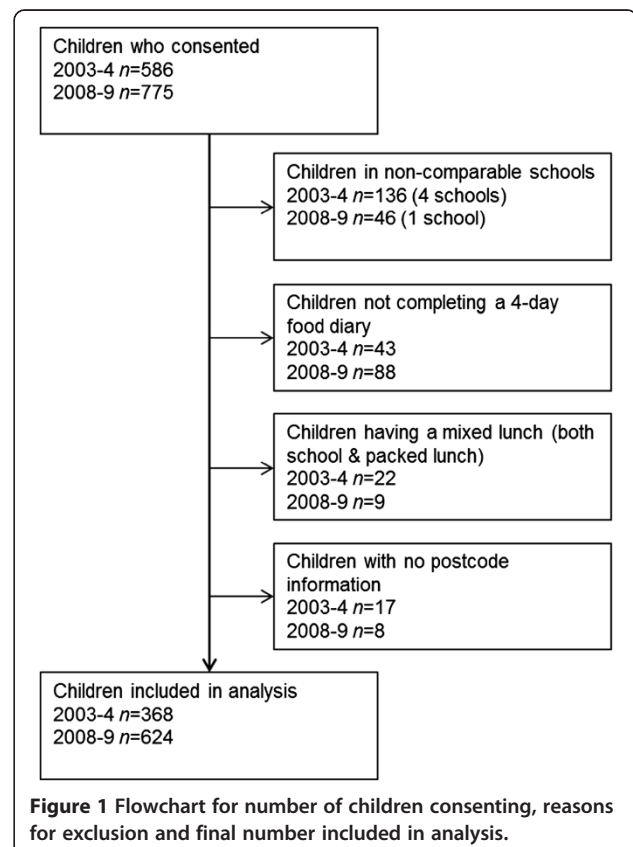 Children who consented
2003-4 n=586
2008-9 n=775
Children in non-comparable schools
2003-4 n=136 (4 schools)
2008-9 n=46 (1 school)
Children not completing a 4-day
food diary
2003-4 n=43
2008-9 n=88
Children having a mixed lunch (both
school & packed lunch)
2003-4 n=22
2008-9 n=9
Children with no postcode
information
2003-4 n=17
2008-9 n=8
Children included in analysis
2003-4 n=368
2008-9 n=624
Figure 1 Flowchart for number of children consenting, reasons
for exclusion and final number included in analysis.